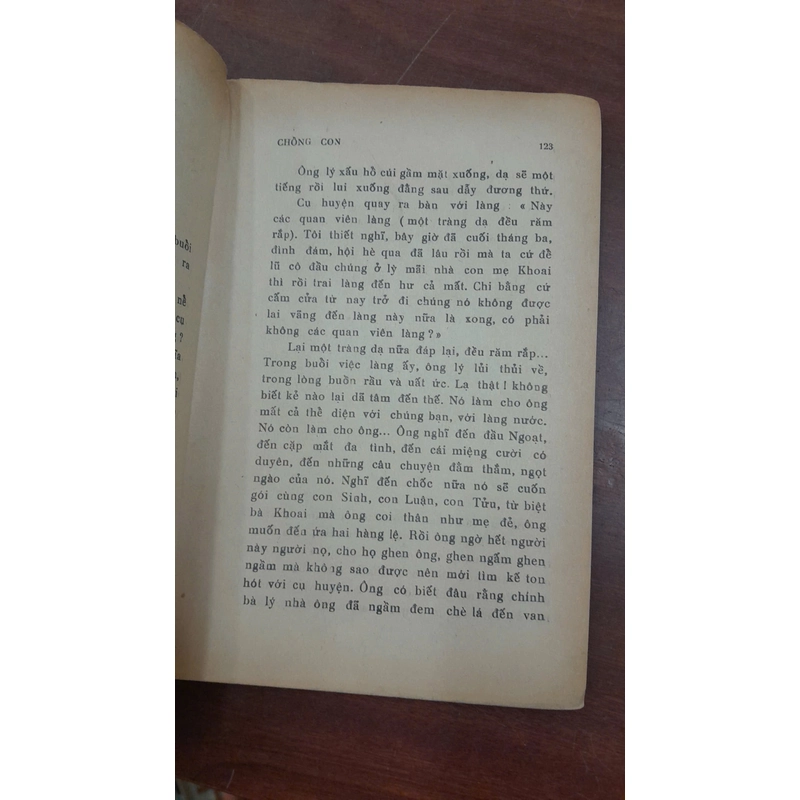 CHỒNG CON 123
Ông lý xấu hổ cúi gầm mặt xuống, dạ sẽ một
tiếng rồi lui xuống đằng sau dẫy đương thứ.
Cu huyện quay ra bàn với làng : « Này
các quan viên làng ( một tràng da đều răm
rắp). Tôi thiết nghĩ, bây giờ đã cuối tháng ba,
đình đám, hội hè qua đã lâu rồi mà ta cứ để
lũ cô đầu chúng ở lỳ mãi nhà con mẹ Khoai
thì rồi trai làng đến hư cả mất. Chi bằng cứ
cấm cửa từ nay trở đi chúng nó không được
lai vãng đến làng này nữa là xong, có phải
không các quan viên làng ? »
Lại một tràng dạ nữa đáp lại, đều răm rắp...
Trong buổi việc làng ấy, ông lý lủi thủi về,
trong lòng buồn rầu và uất ức. Lạ thật ! không
biết kẻ nào lại dã tâm đến thế. Nó làm cho ông
mất cả thể diện với chúng bạn, với làng nước.
Nó còn làm cho ông... Ông nghĩ đến đầu Ngoạt,
đến cặp mắt đa tình, đến cái miệng cười có
duyên, đến những câu chuyện đằm thắm, ngọt
ngào của nó. Nghĩ đến chốc nữa nó sẽ cuốn
gói cùng con Sinh, con Luận, con Tửu, từ biệt
bà Khoai mà ông coi thân như mẹ đẻ, ông
muốn đến ứa hai hàng lệ. Rồi ông ngờ hết người
này người nọ, cho họ ghen ông, ghen ngấm ghen
ngầm mà không sao được nên mới tìm kế ton
hót với cu huyện. Ông có biết đâu rằng chính
bà lý nhà ông đã ngầm đem chè lá đến van
buổi
ra
nề
cu
?